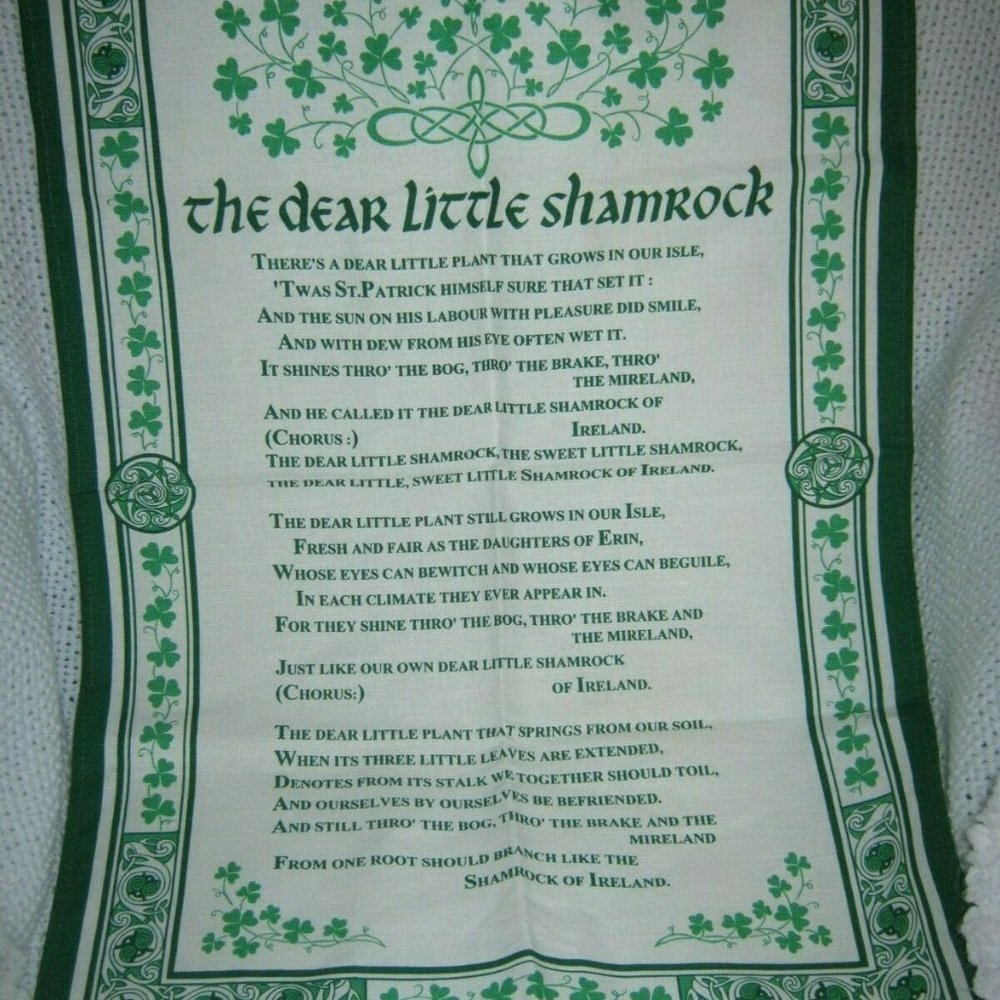 the dear little shamrock
THERE'S A DEAR LITTLE PLANT THAT GROWS IN OUR ISLE,
'TWAS ST.PATRICK HIMSELF SURE THAT SET IT :
AND THE SUN ON HIS LABOUR WITH PLEASURE DID SMILE,
AND WITH DEW FROM HIS EYE OFTEN WET IT.
IT SHINES THRO' THE BOG, THRO' THE BRAKE, THRO'
THE MIRELAND,
AND HE CALLED IT THE DEAR LITTLE SHAMROCK OF
(CHORUS:) IRELAND.
THE DEAR LITTLE SHAMROCK, THE SWEET LITTLE SHAMROCK,
THE DEAR LITTLE, SWEET LITTLE SHAMROCK OF IRELAND.
THE DEAR LITTLE PLANT STILL GROWS IN OUR ISLE,
FRESH AND FAIR AS THE DAUGHTERS OF ERIN,
WHOSE EYES CAN BEWITCH AND WHOSE EYES CAN BEGUILE,
IN EACH CLIMATE THEY EVER APPEAR IN.
FOR THEY SHINE THRO' THE BOG, THRO' THE BRAKE AND
THE MIRELAND,
JUST LIKE OUR OWN DEAR LITTLE SHAMROCK
(CHORUS:) OF IRELAND.
THE DEAR LITTLE PLANT THAT SPRINGS FROM OUR SOIL,
WHEN ITS THREE LITTLE LEAVES ARE EXTENDED,
DENOTES FROM ITS STALK WE TOGETHER SHOULD TOIL,
AND OURSELVES BY OURSELVES BE BEFRIENDED.
AND STILL THRO' THE BOG, THRO' THE BRAKE AND THE
MIRELAND
FROM ONE ROOT SHOULD BRANCH LIKE THE
SHAMROCK OF IRELAND.